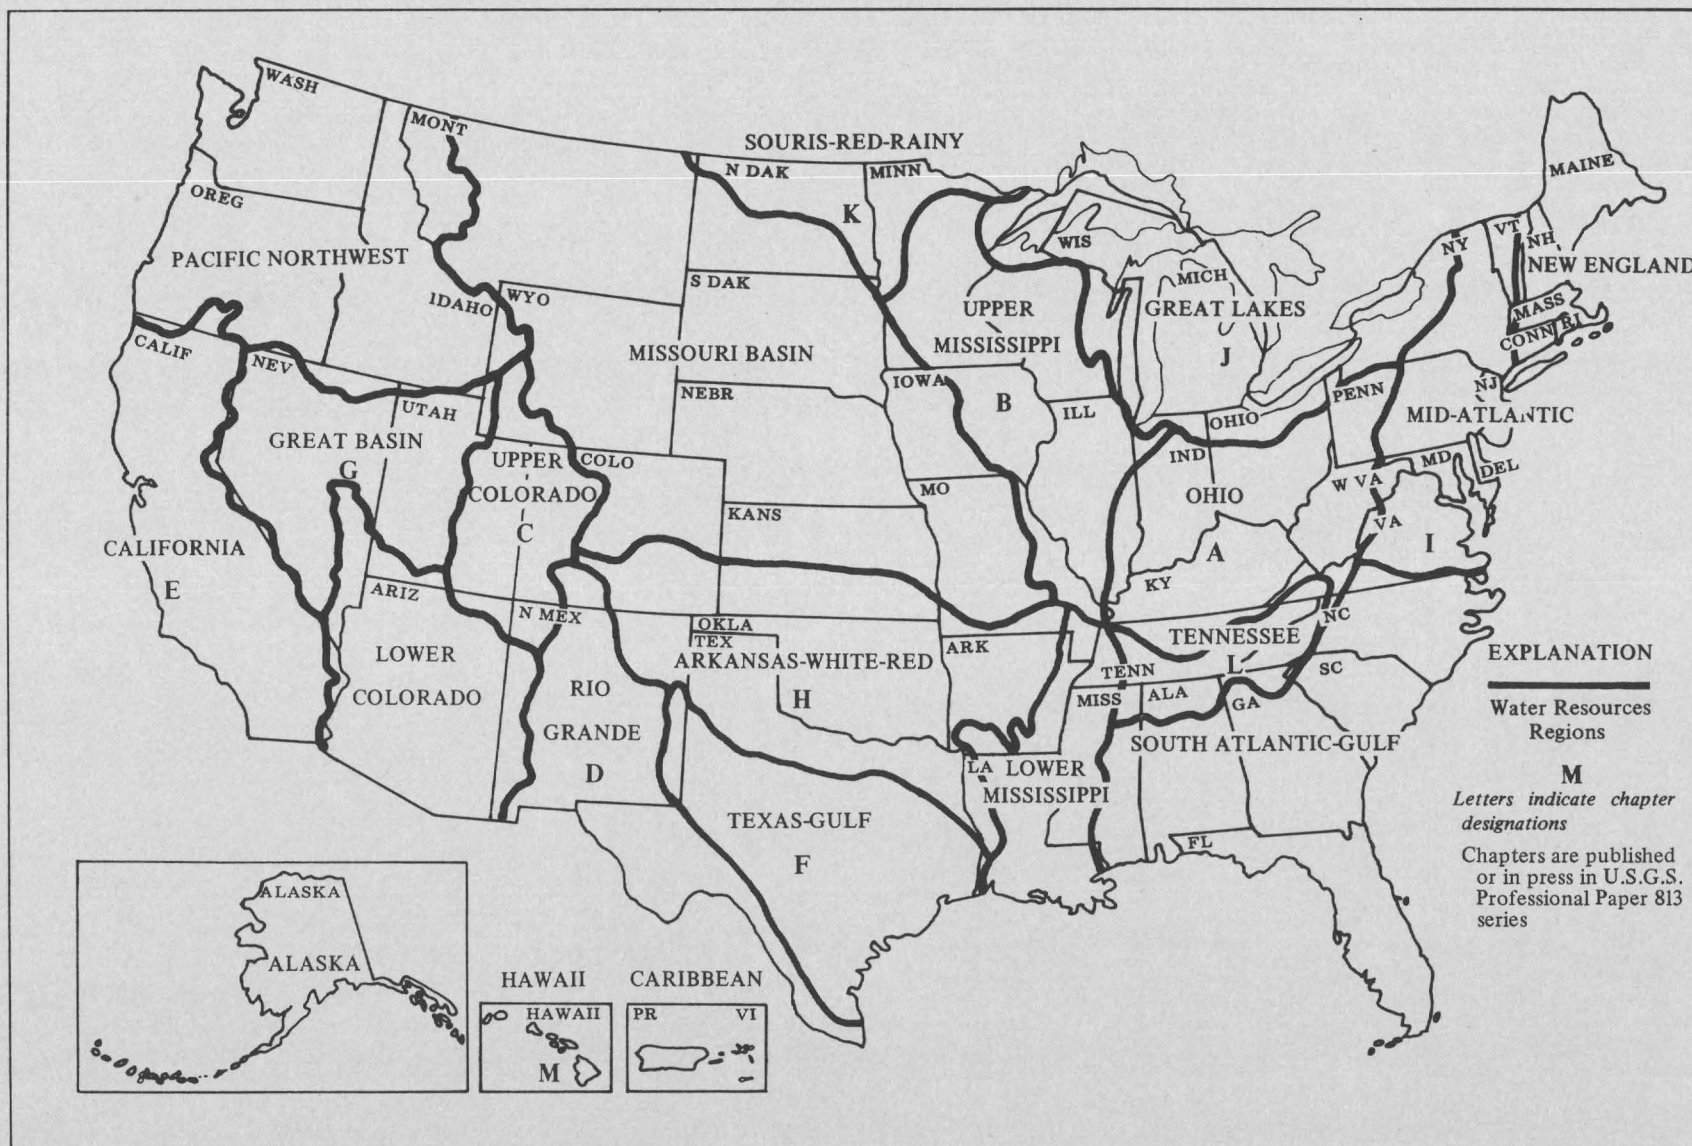 WASH
MONT
SOURIS-RED-RAINY
N DAK
MINN
MAINE
OREG
K
WIS
NY
VT
NH
PACIFIC NORTHWEST
NEW ENGLAND
IDAHO
WYO
S DAK
MICH
UPPER
MISSISSIPPI
GREAT LAKES
J
MASS
CONN
RI
CALIF
NEV
MISSOURI BASIN
IOWA
NEBR
B
ILL
OHIO
PENN
NJ
UTAH
MID-ATLANTIC
GREAT BASIN
G
UPPER
COLORADO
C
COLO
IND
MD
DEL
W VA
MO
OHIO
KANS
VA
CALIFORNIA
E
A
I
KY
ARIZ
N MEX
OKLA
TEX
NC
TENNESSEE
L
ARKANSAS-WHITE-RED
H
ARK
LOWER
COLORADO
RIO
GRANDE
D
TENN
SC
MISS
ALA
GA
SOUTH ATLANTIC-GULF
LA
LOWER
MISSISSIPPI
TEXAS-GULF
F
FL
EXPLANATION
Water Resources
Regions
M
Letters indicate chapter
designations
Chapters are published
or in press in U.S.G.S.
Professional Paper 813
series
ALASKA
ALASKA
HAWAII
HAWAII
M
CARIBBEAN
PR
VI